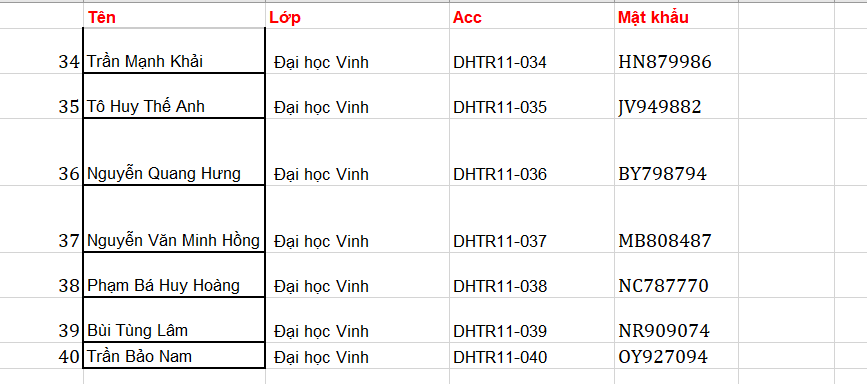 Tên Lớp Acc Mật khẩu
34 Trần Mạnh Khải Đại học Vinh DHTR11-034 HN879986
35 Tô Huy Thế Anh Đại học Vinh DHTR11-035 JV949882
36 Nguyễn Quang Hưng Đại học Vinh DHTR11-036 BY798794
37 Nguyễn Văn Minh Hồng Đại học Vinh DHTR11-037 MB808487
38 Phạm Bá Huy Hoàng Đại học Vinh DHTR11-038 NC787770
39 Bùi Tùng Lâm Đại học Vinh DHTR11-039 NR909074
40 Trần Bảo Nam Đại học Vinh DHTR11-040 OY927094